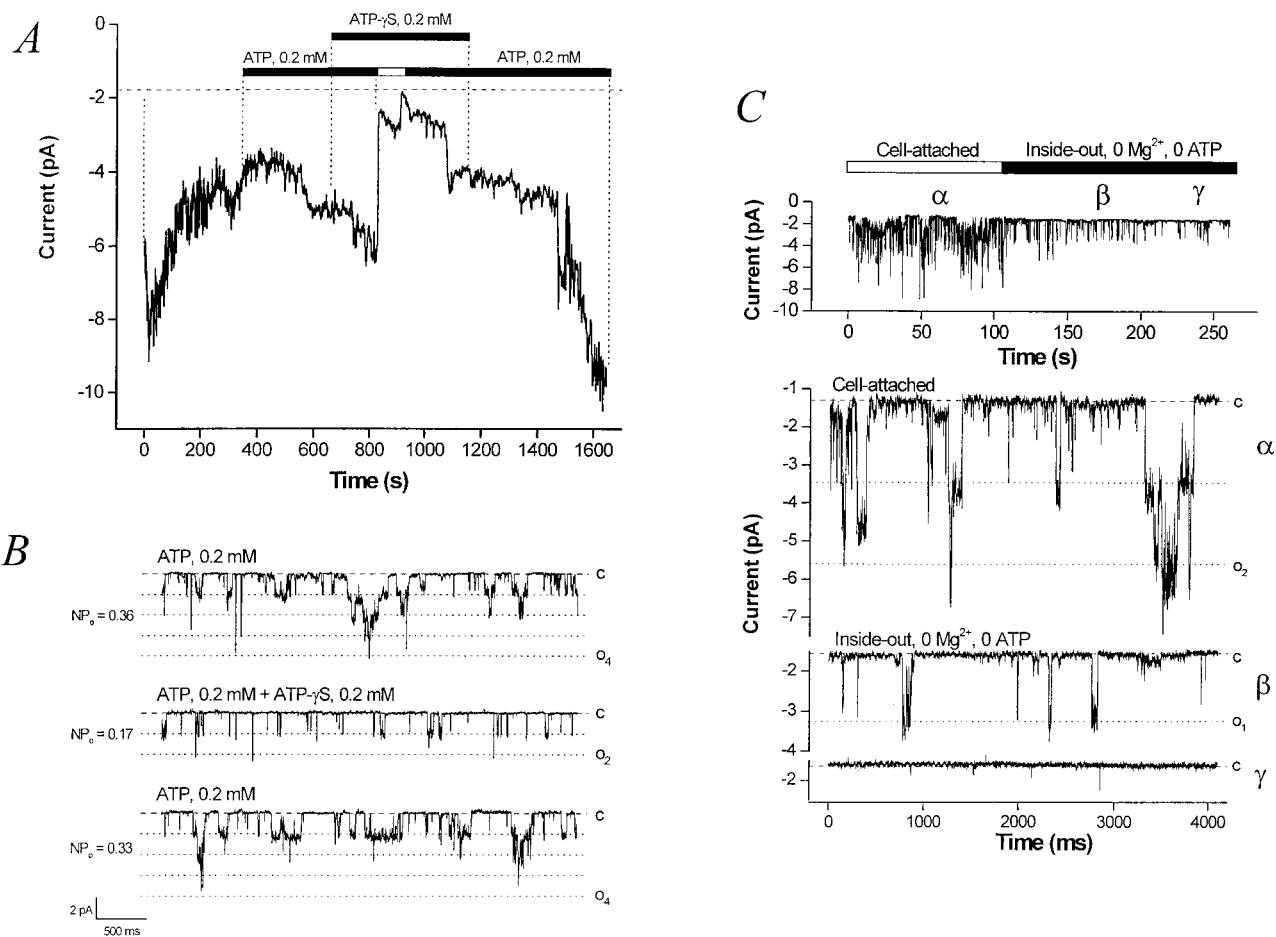 A
ATP-γS, 0.2 mM
ATP, 0.2 mM
ATP, 0.2 mM
Current (pA)
0
-2
-4
-6
-8
-10
0
200
400
600
800
1000
1200
1400
1600
Time (s)
B
ATP, 0.2 mM
C
NPo = 0.36
O4
ATP, 0.2 mM + ATP-γS, 0.2 mM
C
NPo = 0.17
O2
ATP, 0.2 mM
C
NPo = 0.33
O4
2 pA
500 ms
C
Cell-attached
Inside-out, 0 Mg2+, 0 ATP
α
β
γ
Current (pA)
0
-2
-4
-6
-8
-10
0
50
100
150
200
250
Time (s)
Cell-attached
Current (pA)
-1
-2
-3
-4
-5
-6
-7
C
α
O2
Inside-out, 0 Mg2+, 0 ATP
-2
-3
-4
C
β
O1
-2
C
γ
0
1000
2000
3000
4000
Time (ms)